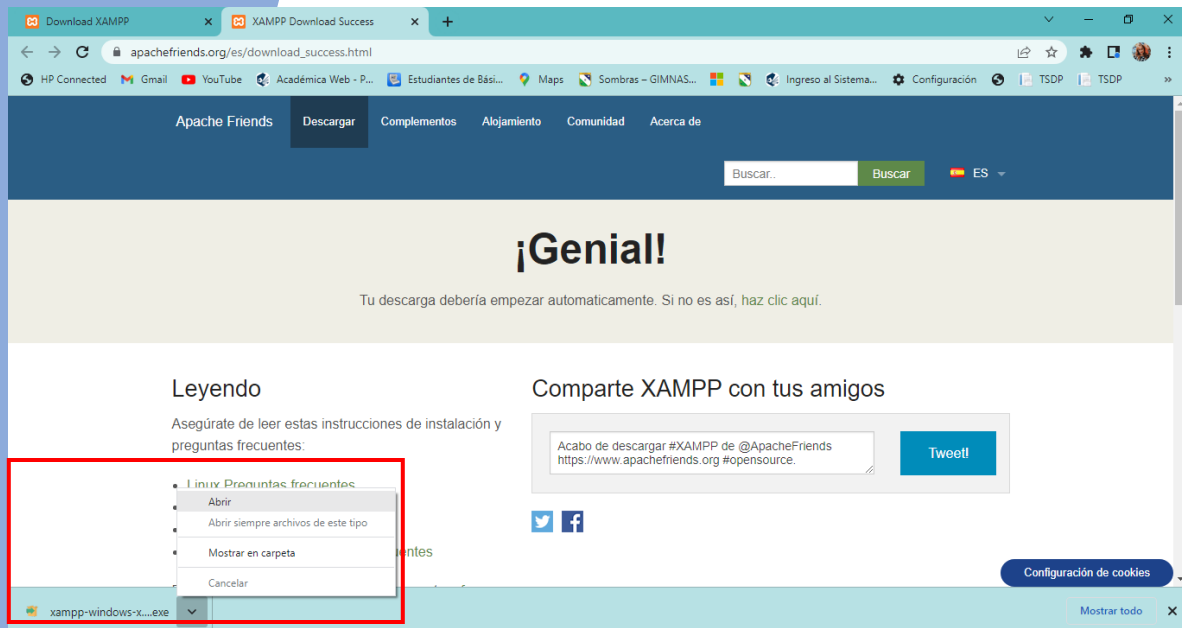 Download XAMPP
XAMPP Download Success
apachefriends.org/es/download_success.html
HP Connected
Gmail
YouTube
Académica Web - P...
Estudiantes de Bási...
Maps
Sombras – GIMNAS...
Ingreso al Sistema...
Configuración
TSDP
TSDP
»
Apache Friends
Descargar
Complementos
Alojamiento
Comunidad
Acerca de
Buscar..
Buscar
ES
¡Genial!
Tu descarga debería empezar automaticamente. Si no es así, haz clic aquí.
Leyendo
Asegúrate de leer estas instrucciones de instalación y
preguntas frecuentes:
Linux Preguntas frecuentes
Abrir
Abrir siempre archivos de este tipo
Mostrar en carpeta
Cancelar
Comparte XAMPP con tus amigos
Acabo de descargar #XAMPP de @ApacheFriends
https://www.apachefriends.org #opensource.
Tweet!
Configuración de cookies
xampp-windows-x....exe
Mostrar todo